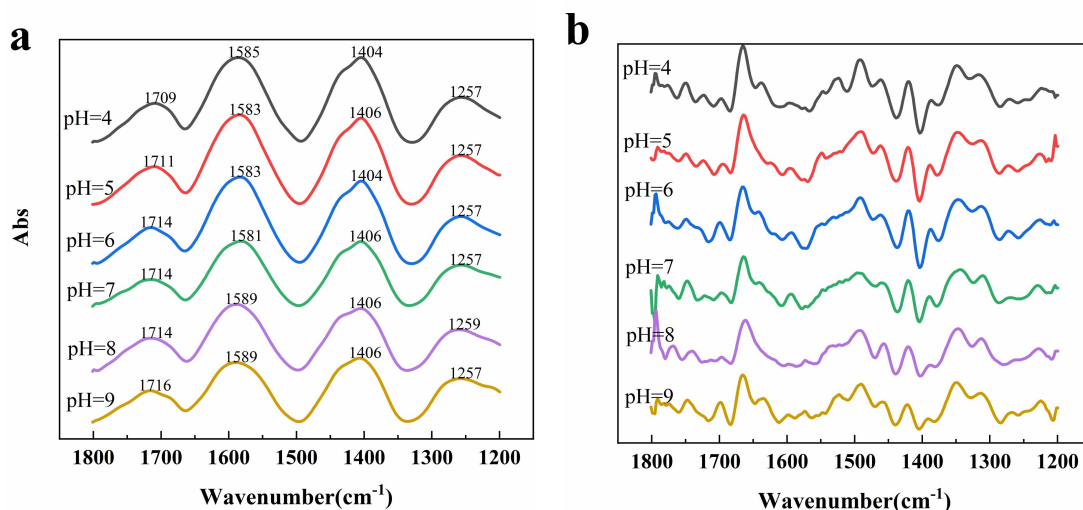 a
Abs
pH=4
1709
1585
1404
1257
pH=5
1711
1583
1406
1257
pH=6
1714
1583
1404
1257
pH=7
1714
1581
1406
1257
pH=8
1714
1589
1406
1259
pH=9
1716
1589
1406
1257
1800 1700 1600 1500 1400 1300 1200
Wavenumber(cm⁻¹)
b
pH=4
pH=5
pH=6
pH=7
pH=8
pH=9
1800 1700 1600 1500 1400 1300 1200
Wavenumber(cm⁻¹)